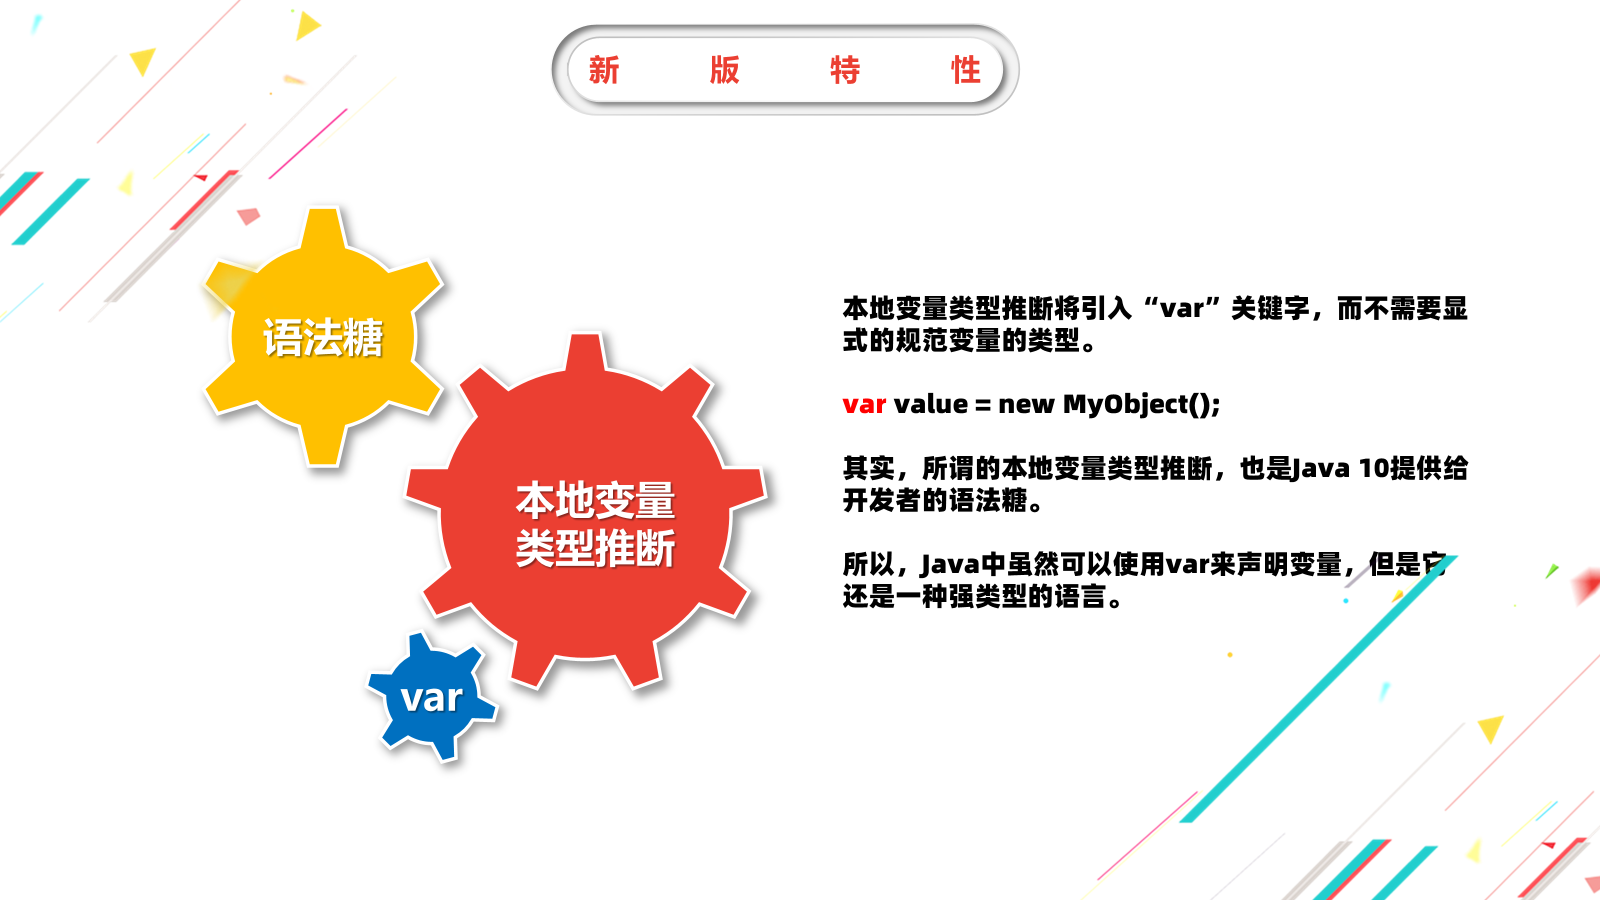 新版特性
语法糖
本地变量
类型推断
var
本地变量类型推断将引入“var”关键字，而不需要显
式的规范变量的类型。
var value = new MyObject();
其实，所谓的本地变量类型推断，也是Java 10提供给
开发者的语法糖。
所以，Java中虽然可以使用var来声明变量，但是它
还是一种强类型的语言。